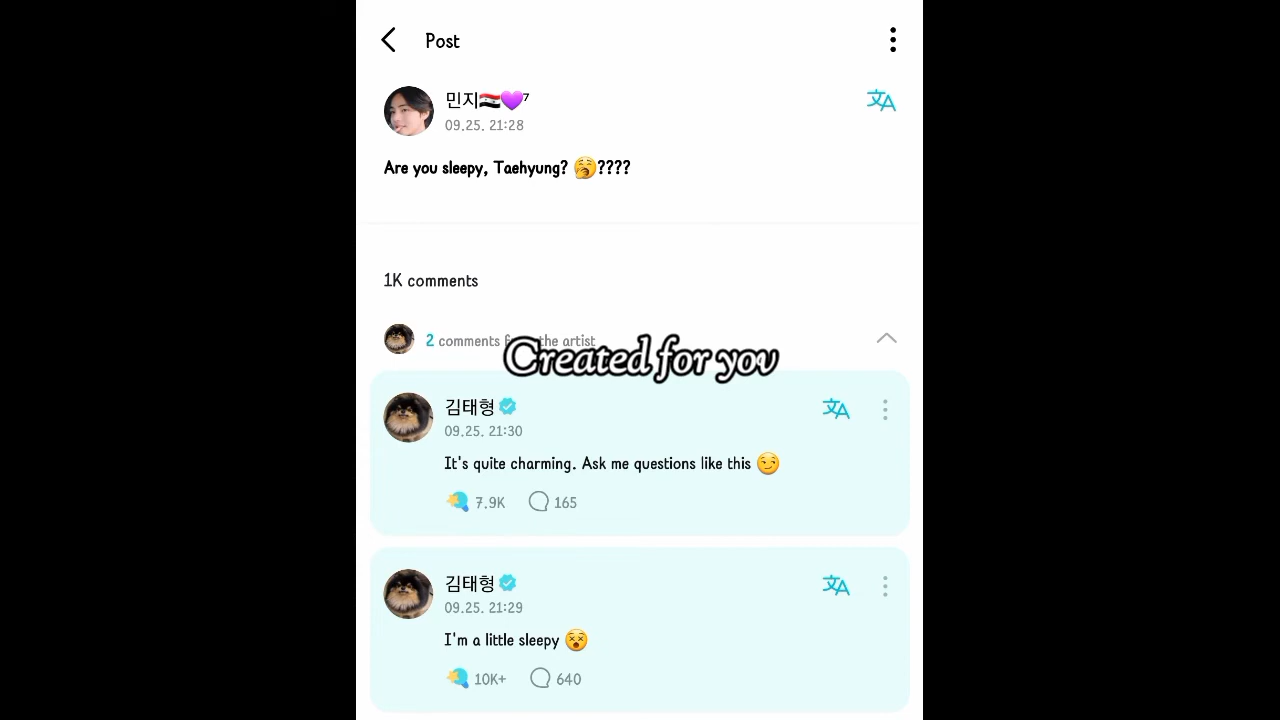 Post
민지🇸🇾💜⁷
09.25. 21:28
Are you sleepy, Taehyung? 🥱????
1K comments
2 comments f the artist
Created for you
김태형
09.25. 21:30
It's quite charming. Ask me questions like this 😏
7.9K 165
김태형
09.25. 21:29
I'm a little sleepy 😵
10K+ 640